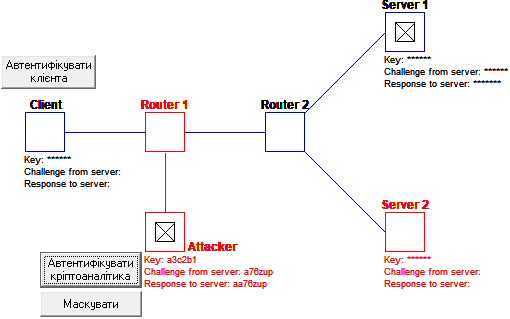 Server 1
Key: ******
Challenge from server: ******
Response to server: *******
Автентифікувати
клієнта
Client
Router 1
Router 2
Key: ******
Challenge from server:
Response to server:
Server 2
Key: ******
Challenge from server:
Response to server:
Attacker
Key: a3c2b1
Challenge from server: a76zup
Response to server: aa76zup
Автентифікувати
кріптоаналітика
Маскувати